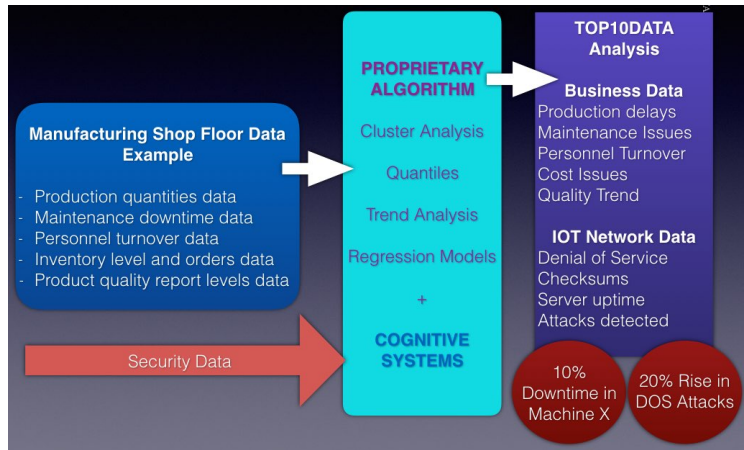 Manufacturing Shop Floor Data
Example
- Production quantities data
- Maintenance downtime data
- Personnel turnover data
- Inventory level and orders data
- Product quality report levels data
Security Data
PROPRIETARY
ALGORITHM
Cluster Analysis
Quantiles
Trend Analysis
Regression Models
+
COGNITIVE
SYSTEMS
TOP10DATA
Analysis
Business Data
Production delays
Maintenance Issues
Personnel Turnover
Cost Issues
Quality Trend
IOT Network Data
Denial of Service
Checksums
Server uptime
Attacks detected
10%
Downtime in
Machine X
20% Rise in
DOS Attacks